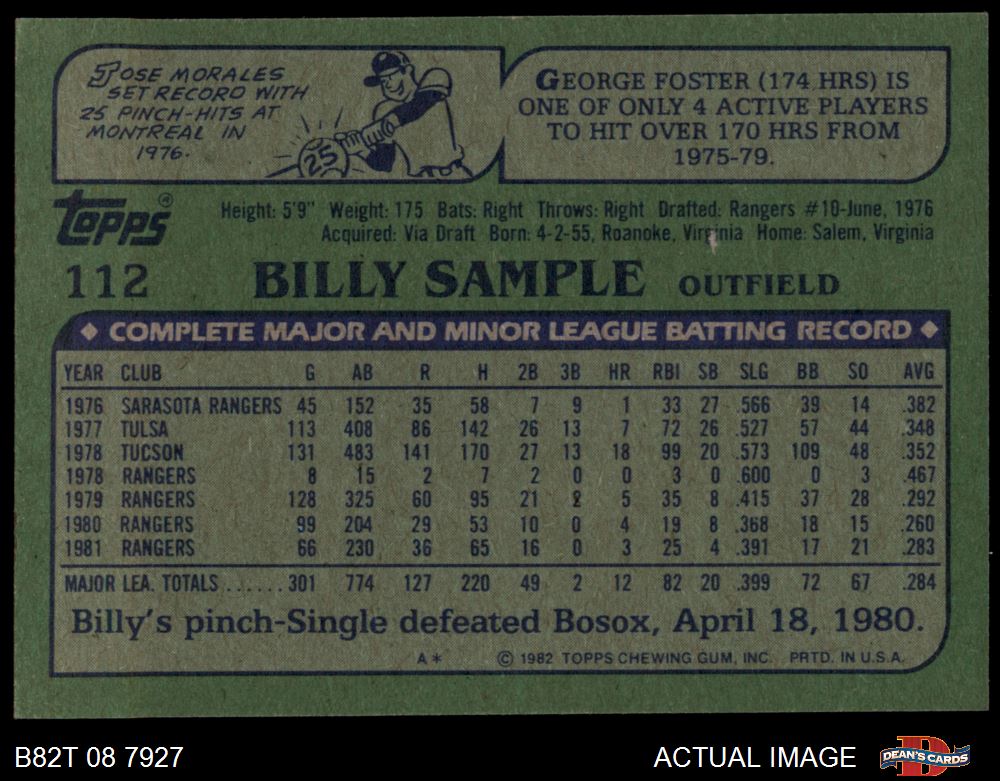 JOSE MORALES
SET RECORD WITH
25 PINCH-HITS AT
MONTREAL IN
1976.
25
GEORGE FOSTER (174 HRS) IS
ONE OF ONLY 4 ACTIVE PLAYERS
TO HIT OVER 170 HRS FROM
1975-79.
Topps®
Height: 5'9" Weight: 175 Bats: Right Throws: Right Drafted: Rangers #10-June, 1976
Acquired: Via Draft Born: 4-2-55, Roanoke, Virginia Home: Salem, Virginia
112 BILLY SAMPLE OUTFIELD
◆ COMPLETE MAJOR AND MINOR LEAGUE BATTING RECORD ◆
YEAR CLUB G AB R H 2B 3B HR RBI SB SLG BB SO AVG
1976 SARASOTA RANGERS 45 152 35 58 7 9 1 33 27 .566 39 14 .382
1977 TULSA 113 408 86 142 26 13 7 72 26 .527 57 44 .348
1978 TUCSON 131 483 141 170 27 13 18 99 20 .573 109 48 .352
1978 RANGERS 8 15 2 7 2 0 0 3 0 .600 0 3 .467
1979 RANGERS 128 325 60 95 21 2 5 35 8 .415 37 28 .292
1980 RANGERS 99 204 29 53 10 0 4 19 8 .368 18 15 .260
1981 RANGERS 66 230 36 65 16 0 3 25 4 .391 17 21 .283
MAJOR LEA. TOTALS ...... 301 774 127 220 49 2 12 82 20 .399 72 67 .284
Billy's pinch-Single defeated Bosox, April 18, 1980.
A* © 1982 TOPPS CHEWING GUM, INC. PRTD. IN U.S.A.
B82T 08 7927 ACTUAL IMAGE DEAN'S CARDS